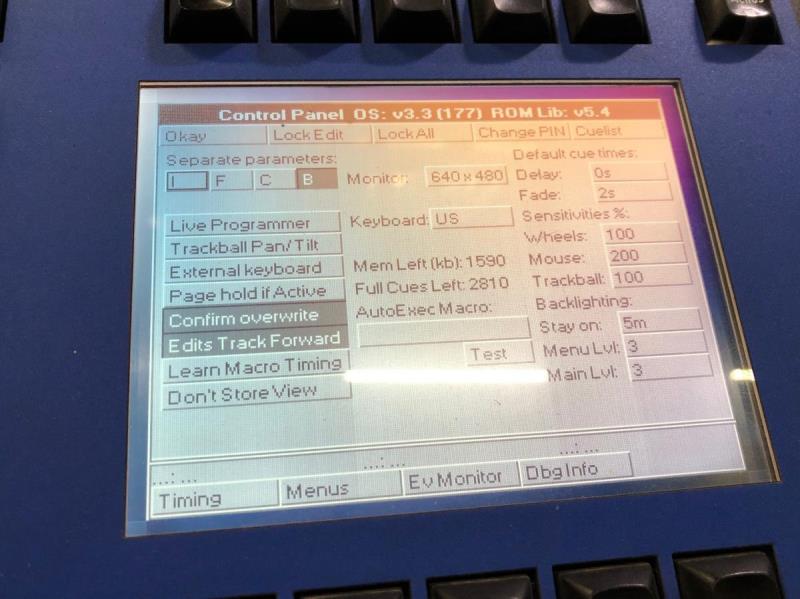 Control Panel OS: v3.3 (177) ROM Lib: v5.4
Okay Lock Edit Lock All Change PIN Cuelist
Separate parameters:
I F C B
Monitor: 640 x 480
Default cue times:
Delay: 0s
Fade: 2s
Live Programmer
Trackball Pan/Tilt
External keyboard
Page hold if Active
Confirm overwrite
Edits Track Forward
Learn Macro Timing
Don't Store View
Keyboard: US
Mem Left (kb): 1590
Full Cues Left: 2810
AutoExec Macro:
Test
Sensitivities %:
Wheels: 100
Mouse: 200
Trackball: 100
Backlighting:
Stay on: 5m
Menu Lvl: 3
Main Lvl: 3
Timing Menus Ev Monitor Dbg Info